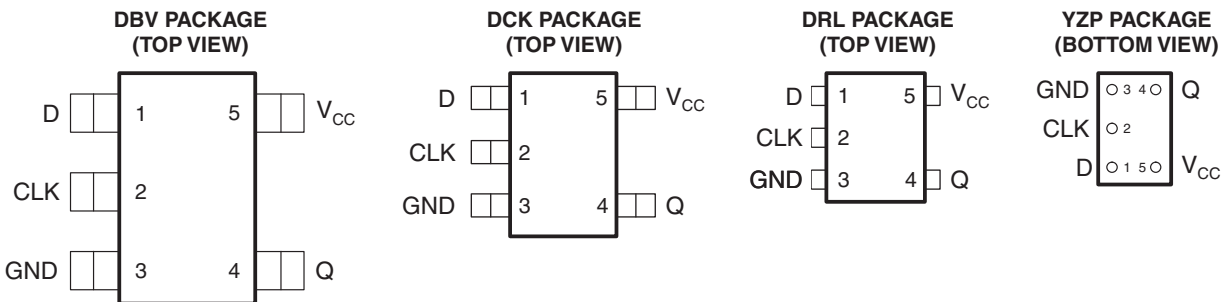 DBV PACKAGE
(TOP VIEW)
D 1 5 VCC
CLK 2
GND 3 4 Q
DCK PACKAGE
(TOP VIEW)
D 1 5 VCC
CLK 2
GND 3 4 Q
DRL PACKAGE
(TOP VIEW)
D 1 5 VCC
CLK 2
GND 3 4 Q
YZP PACKAGE
(BOTTOM VIEW)
GND 3 4 Q
CLK 2
D 1 5 VCC